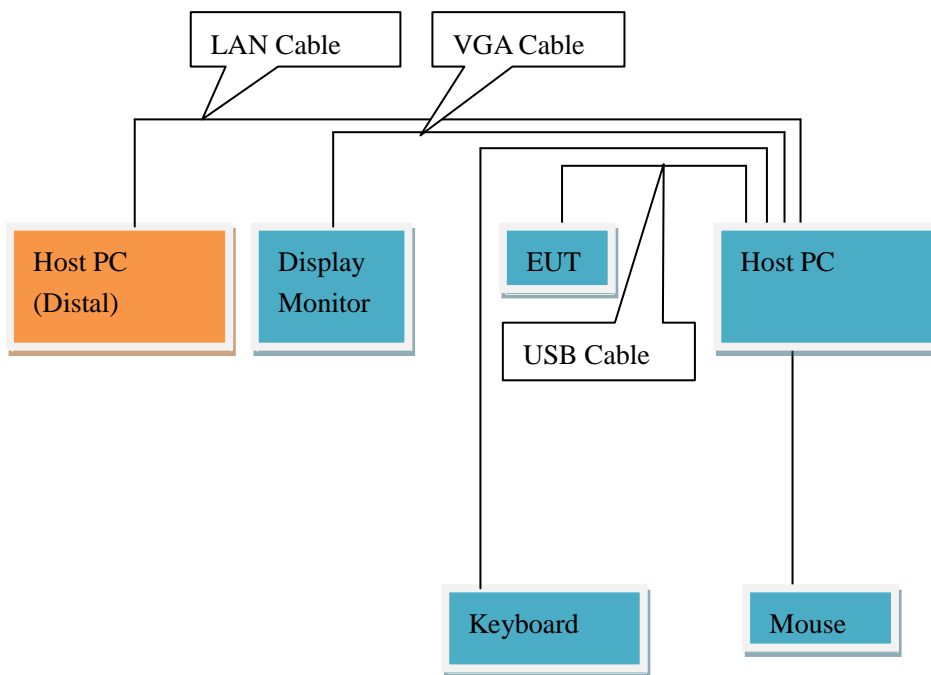 LAN Cable
VGA Cable
Host PC
(Distal)
Display
Monitor
EUT
Host PC
USB Cable
Keyboard
Mouse